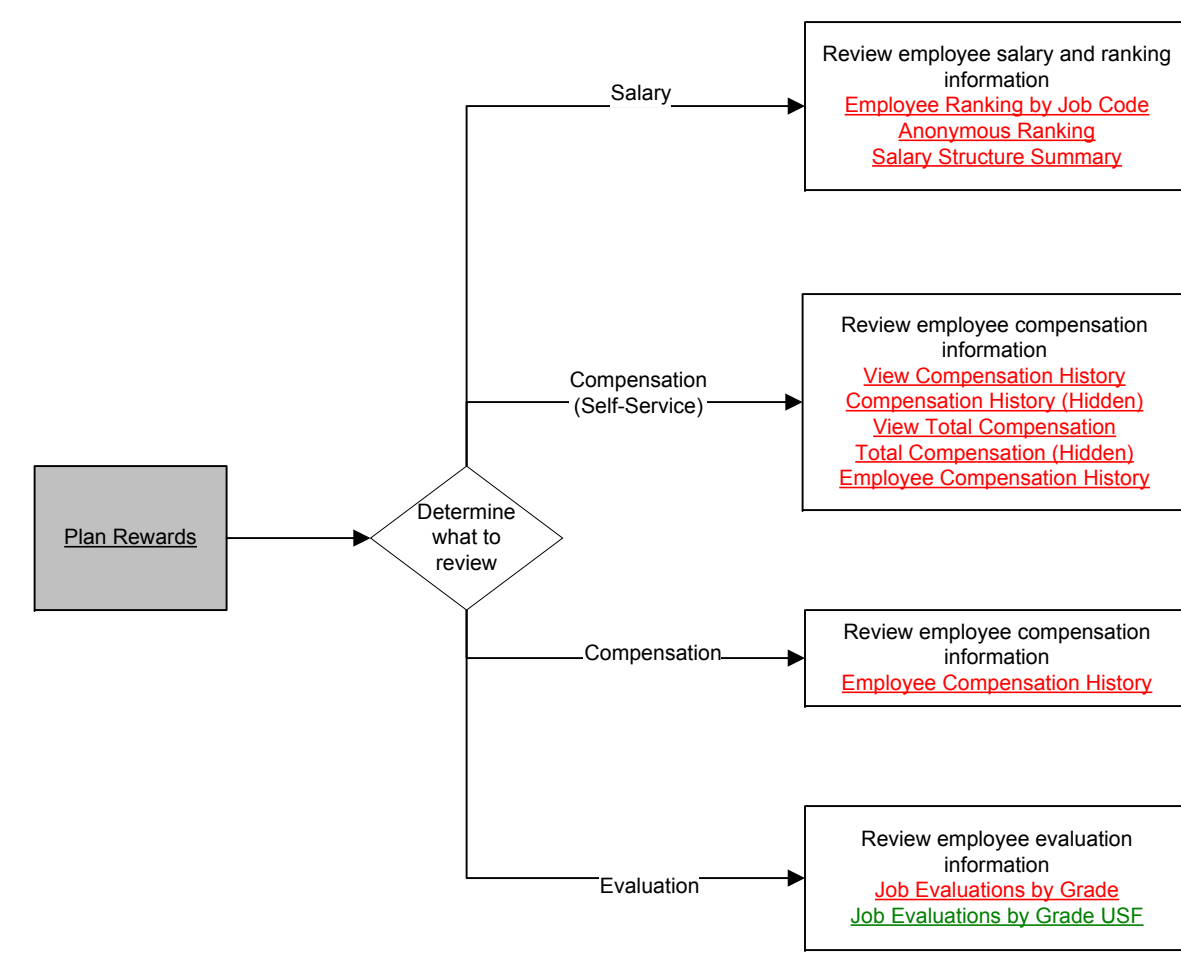 Review employee salary and ranking
information
Employee Ranking by Job Code
Anonymous Ranking
Salary Structure Summary
Salary
Review employee compensation
information
View Compensation History
Compensation History (Hidden)
View Total Compensation
Total Compensation (Hidden)
Employee Compensation History
Compensation
(Self-Service)
Plan Rewards
Determine
what to
review
Compensation
Review employee compensation
information
Employee Compensation History
Evaluation
Review employee evaluation
information
Job Evaluations by Grade
Job Evaluations by Grade USF